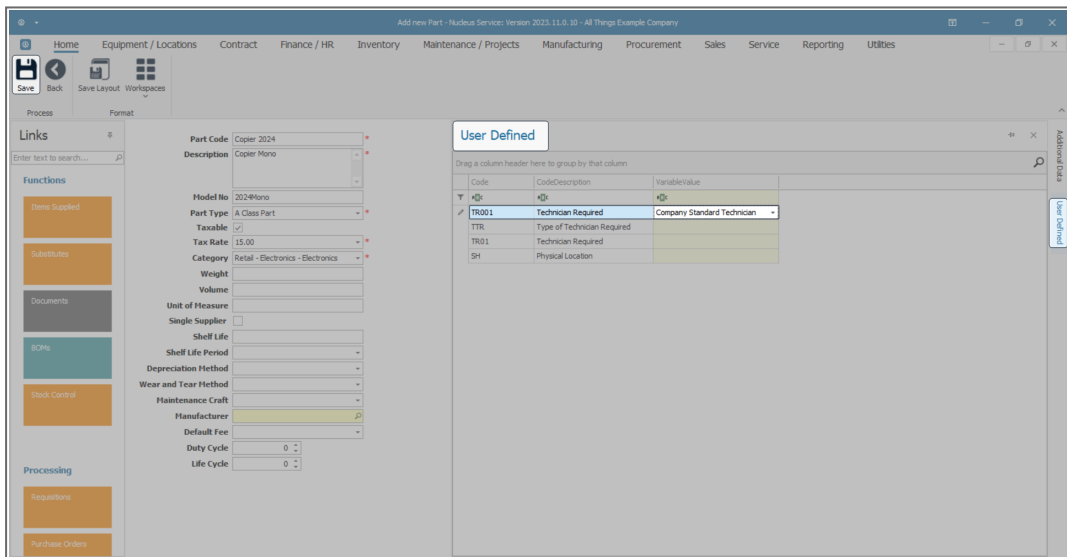 Add new Part - Nucleus Service: Version 2023.11.0.10 - All Things Example Company
Home Equipment / Locations Contract Finance / HR Inventory Maintenance / Projects Manufacturing Procurement Sales Service Reporting Utilities
Save Back Save Layout Workspaces
Process Format
Links
Enter text to search...
Functions
Items Supplied
Substitutes
Documents
BOMs
Stock Control
Processing
Requisitions
Purchase Orders
Part Code Copier 2024 *
Description Copier Mono *
Model No 2024Mono
Part Type A Class Part *
Taxable
Tax Rate 15.00 *
Category Retail - Electronics - Electronics *
Weight
Volume
Unit of Measure
Single Supplier
Shelf Life
Shelf Life Period
Depreciation Method
Wear and Tear Method
Maintenance Craft
Manufacturer
Default Fee
Duty Cycle 0
Life Cycle 0
User Defined
Drag a column header here to group by that column
Code CodeDescription VariableValue
TR001 Technician Required Company Standard Technician
TTR Type of Technician Required
TR01 Technician Required
SH Physical Location
Additional Data
User Defined